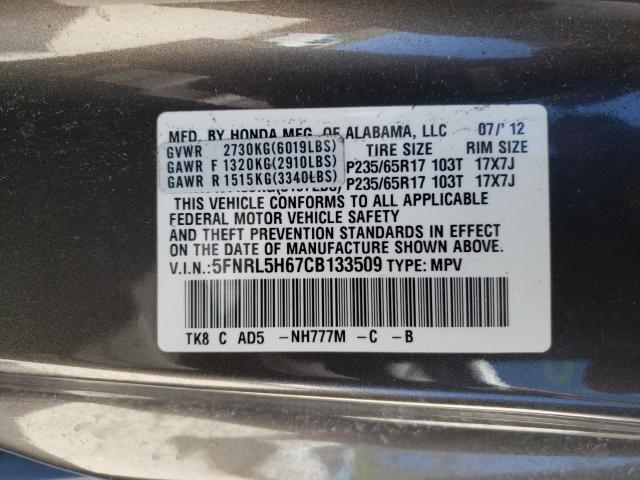 MFD. BY HONDA MFG. OF ALABAMA, LLC 07/'12
GVWR 2730KG(6019LBS) TIRE SIZE RIM SIZE
GAWR F 1320KG(2910LBS) P235/65R17 103T 17X7J
GAWR R 1515KG(3340LBS) P235/65R17 103T 17X7J
THIS VEHICLE CONFORMS TO ALL APPLICABLE
FEDERAL MOTOR VEHICLE SAFETY
AND THEFT PREVENTION STANDARDS IN EFFECT
ON THE DATE OF MANUFACTURE SHOWN ABOVE.
V.I.N.: 5FNRL5H67CB133509 TYPE: MPV
TK8 C AD5 -NH777M -C -B